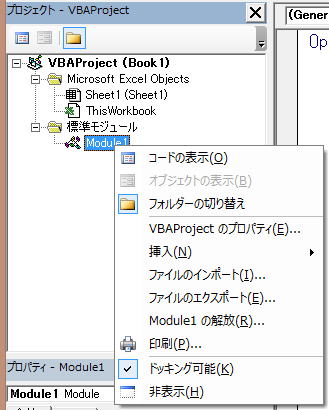 プロジェクト - VBAProject
(Gener
Op
VBAProject (Book1)
Microsoft Excel Objects
Sheet1 (Sheet1)
ThisWorkbook
標準モジュール
Module1
コードの表示(O)
オブジェクトの表示(B)
フォルダーの切り替え
VBAProject のプロパティ(E)...
挿入(N)
ファイルのインポート(I)...
ファイルのエクスポート(E)...
Module1 の解放(R)...
印刷(P)...
ドッキング可能(K)
非表示(H)
プロパティ - Module1
Module1 Module